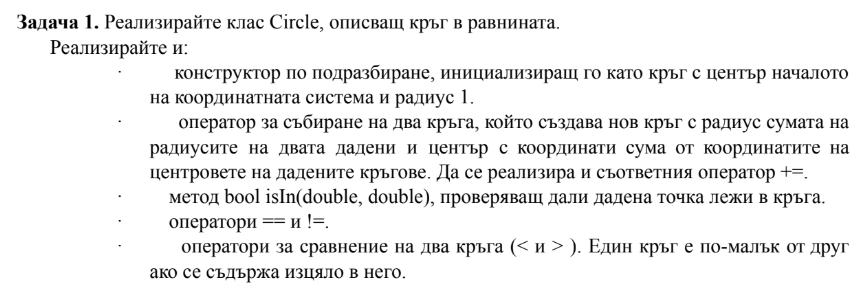 Задача 1. Реализирайте клас Circle, описващ кръг в равнината.
Реализирайте и:
· конструктор по подразбиране, инициализиращ го като кръг с център началото
на координатната система и радиус 1.
· оператор за събиране на два кръга, който създава нов кръг с радиус сумата на
радиусите на двата дадени и център с координати сума от координатите на
центровете на дадените кръгове. Да се реализира и съответния оператор +=.
· метод bool isIn(double, double), проверяващ дали дадена точка лежи в кръга.
· оператори == и !=.
· оператори за сравнение на два кръга (< и > ). Един кръг е по-малък от друг
ако се съдържа изцяло в него.